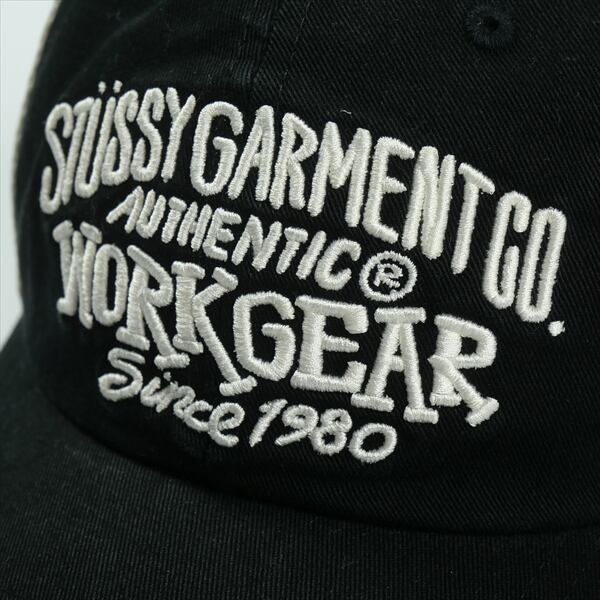 STÜSSY GARMENT CO.
AUTHENTIC ®
WORKGEAR
Since 1980